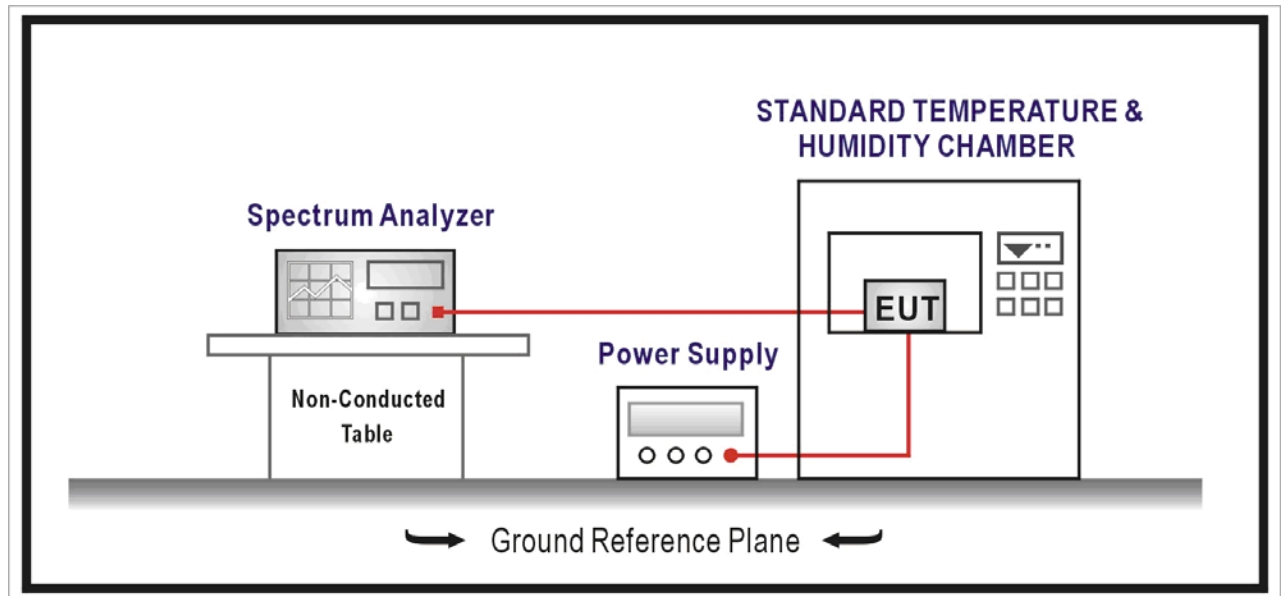 STANDARD TEMPERATURE &
HUMIDITY CHAMBER
Spectrum Analyzer
EUT
Power Supply
Non-Conducted
Table
Ground Reference Plane